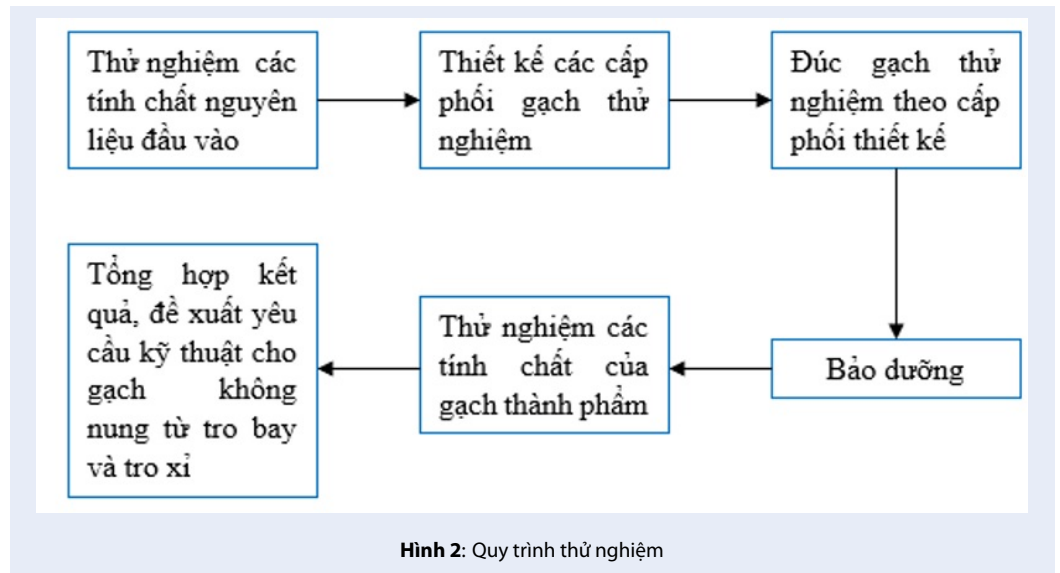 Thử nghiệm các
tính chất nguyên
liệu đầu vào
Thiết kế các cấp
phối gạch thử
nghiệm
Đúc gạch thử
nghiệm theo cấp
phối thiết kế
Bảo dưỡng
Thử nghiệm các
tính chất của
gạch thành phẩm
Tổng hợp kết
quả, đề xuất yêu
cầu kỹ thuật cho
gạch không
nung từ tro bay
và tro xỉ
Hình 2: Quy trình thử nghiệm